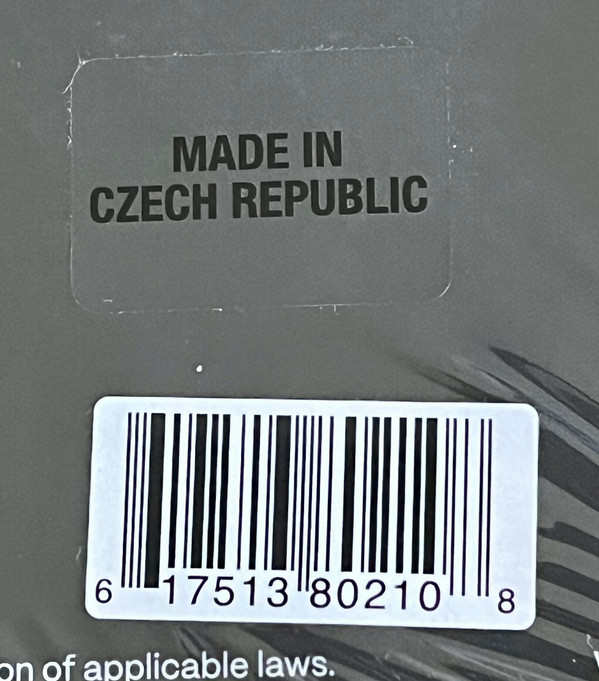 MADE IN
CZECH REPUBLIC
6 17513 80210 8
on of applicable laws.